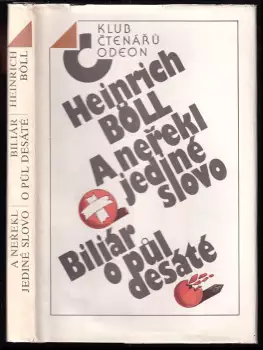 HEINRICH BÖLL
BILIÁR O PŮL DESÁTÉ
A NEŘEKL JEDINÉ SLOVO
KLUB
ČTENÁŘŮ
ODEON
Heinrich
BÖLL
A neřekl
jediné
slovo
Biliár
o půl
desáté